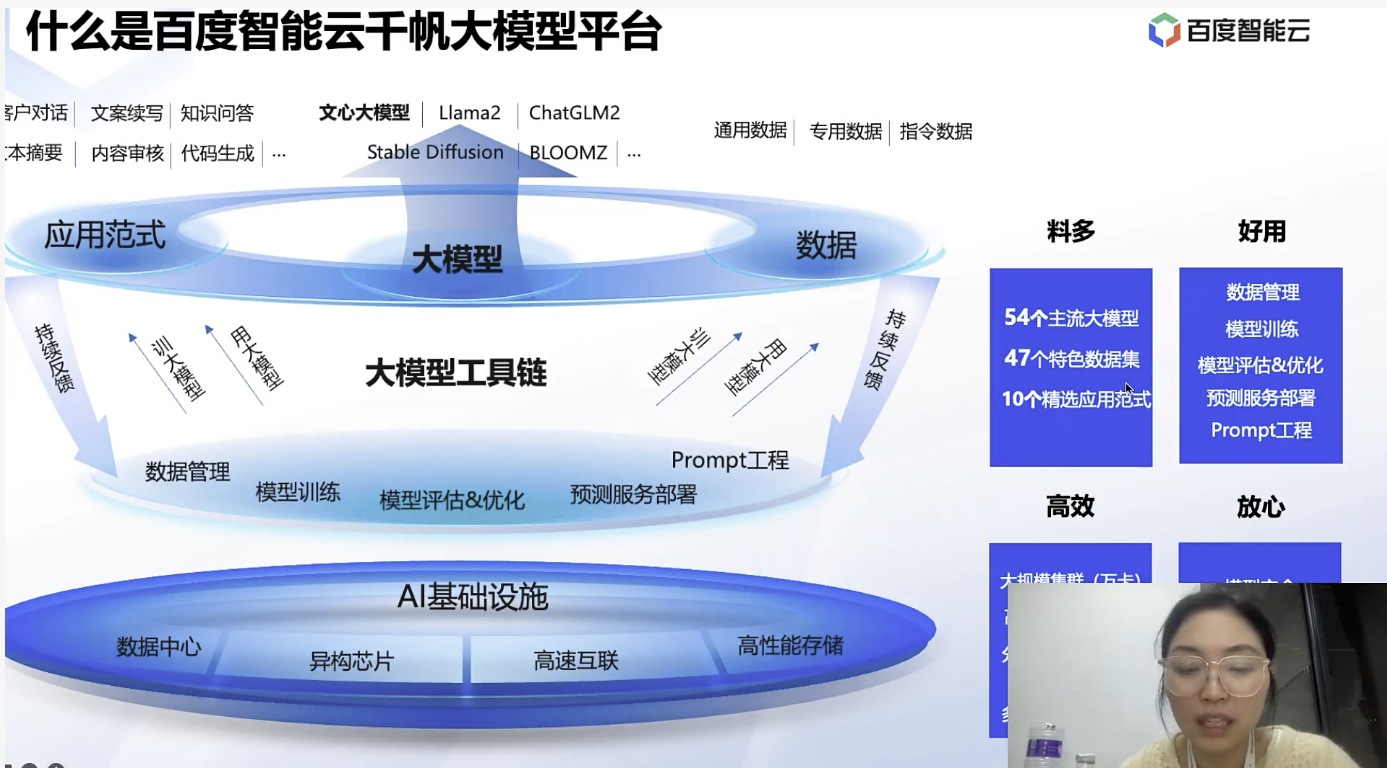 什么是百度智能云千帆大模型平台
百度智能云
客户对话 文案续写 知识问答
文本摘要 内容审核 代码生成 ...
文心大模型 Llama2 ChatGLM2
Stable Diffusion BLOOMZ ...
通用数据 专用数据 指令数据
应用范式
大模型
数据
持续反馈
训大模型
用大模型
大模型工具链
训大模型
用大模型
持续反馈
数据管理
模型训练
模型评估&优化
预测服务部署
Prompt工程
AI基础设施
数据中心
异构芯片
高速互联
高性能存储
料多
54个主流大模型
47个特色数据集
10个精选应用范式
好用
数据管理
模型训练
模型评估&优化
预测服务部署
Prompt工程
高效
大规模集群（万卡）
放心
模型安全